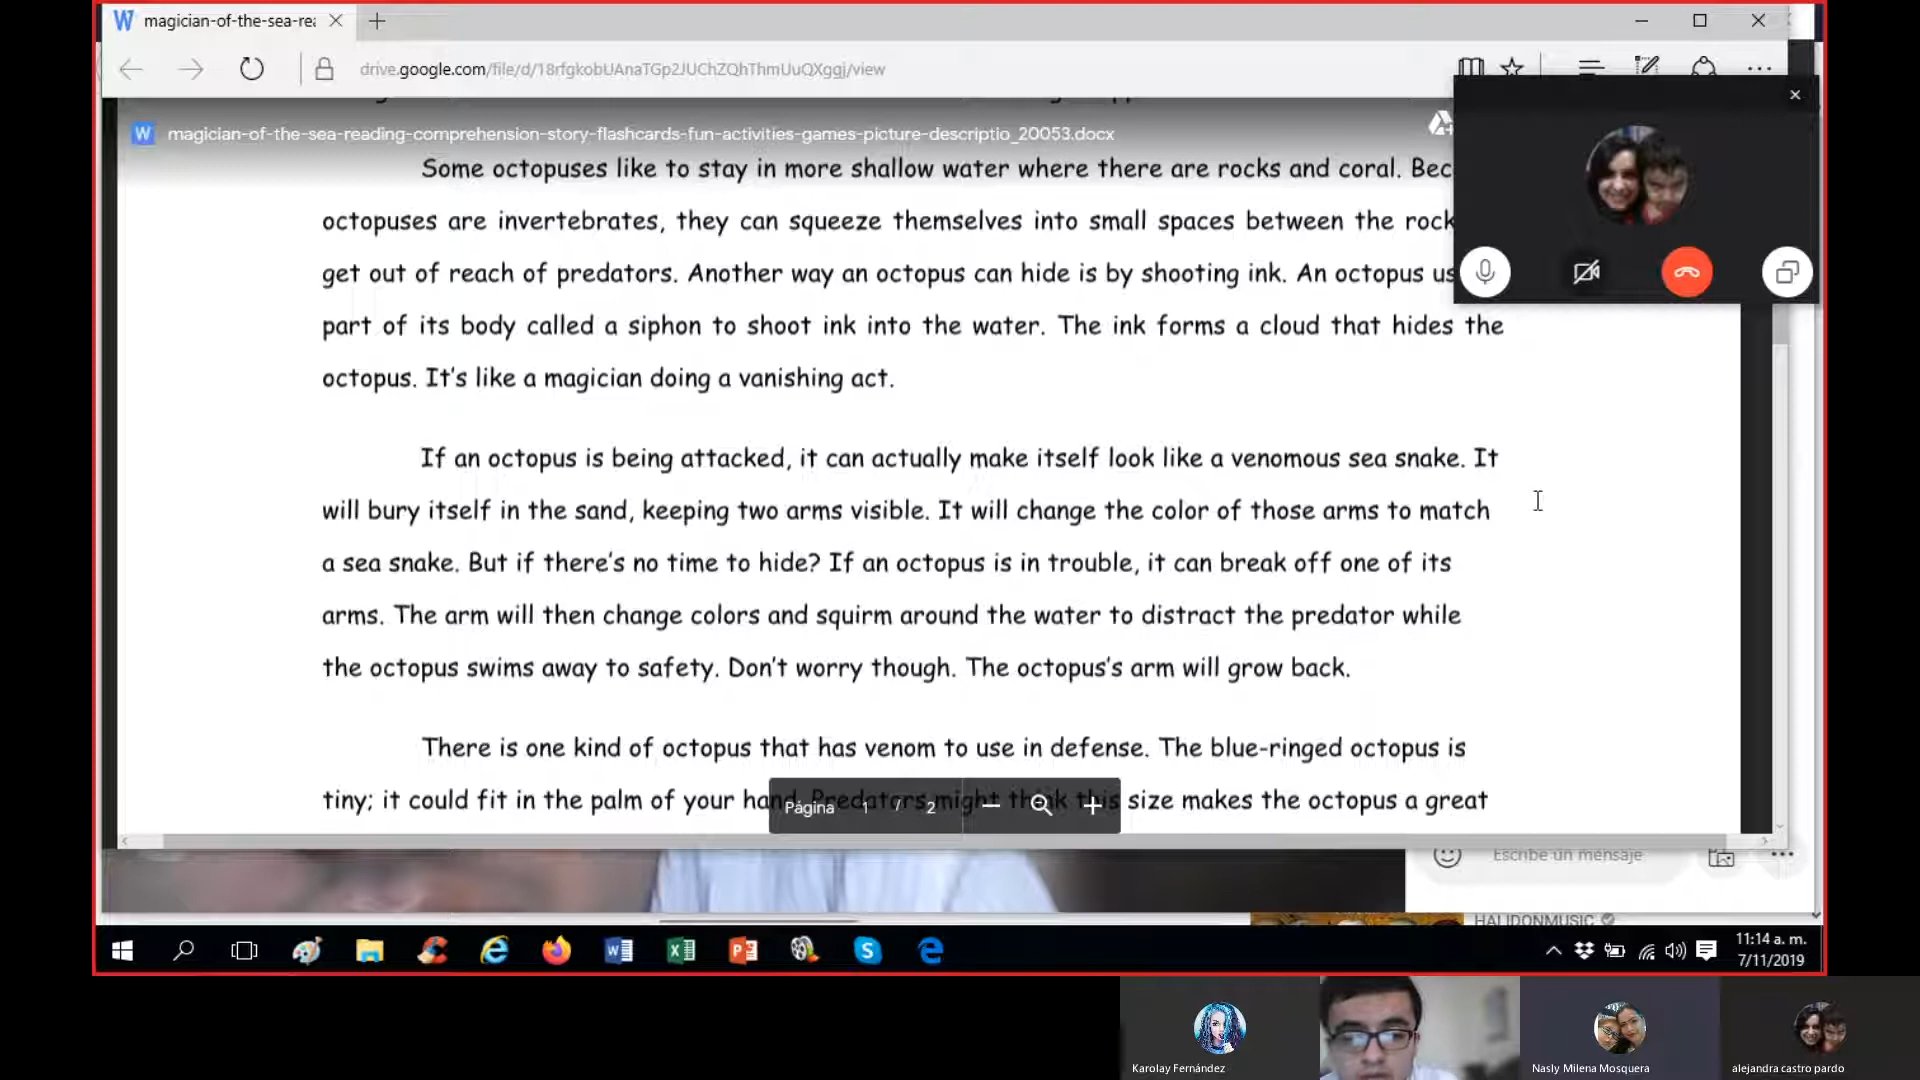 magician-of-the-sea-rea
drive.google.com/file/d/18rfgkobUAnaTGp2JUChZQhThmUuQXggj/view
magician-of-the-sea-reading-comprehension-story-flashcards-fun-activities-games-picture-descriptio_20053.docx
Some octopuses like to stay in more shallow water where there are rocks and coral. Bec
octopuses are invertebrates, they can squeeze themselves into small spaces between the rock
get out of reach of predators. Another way an octopus can hide is by shooting ink. An octopus us
part of its body called a siphon to shoot ink into the water. The ink forms a cloud that hides the
octopus. It's like a magician doing a vanishing act.
If an octopus is being attacked, it can actually make itself look like a venomous sea snake. It
will bury itself in the sand, keeping two arms visible. It will change the color of those arms to match
a sea snake. But if there's no time to hide? If an octopus is in trouble, it can break off one of its
arms. The arm will then change colors and squirm around the water to distract the predator while
the octopus swims away to safety. Don't worry though. The octopus's arm will grow back.
There is one kind of octopus that has venom to use in defense. The blue-ringed octopus is
tiny; it could fit in the palm of your hand. Predators might think this size makes the octopus a great
Página 1 / 2
Escribe un mensaje
HALIDONMUSIC
11:14 a. m.
7/11/2019
Karolay Fernández
Nasly Milena Mosquera
alejandra castro pardo